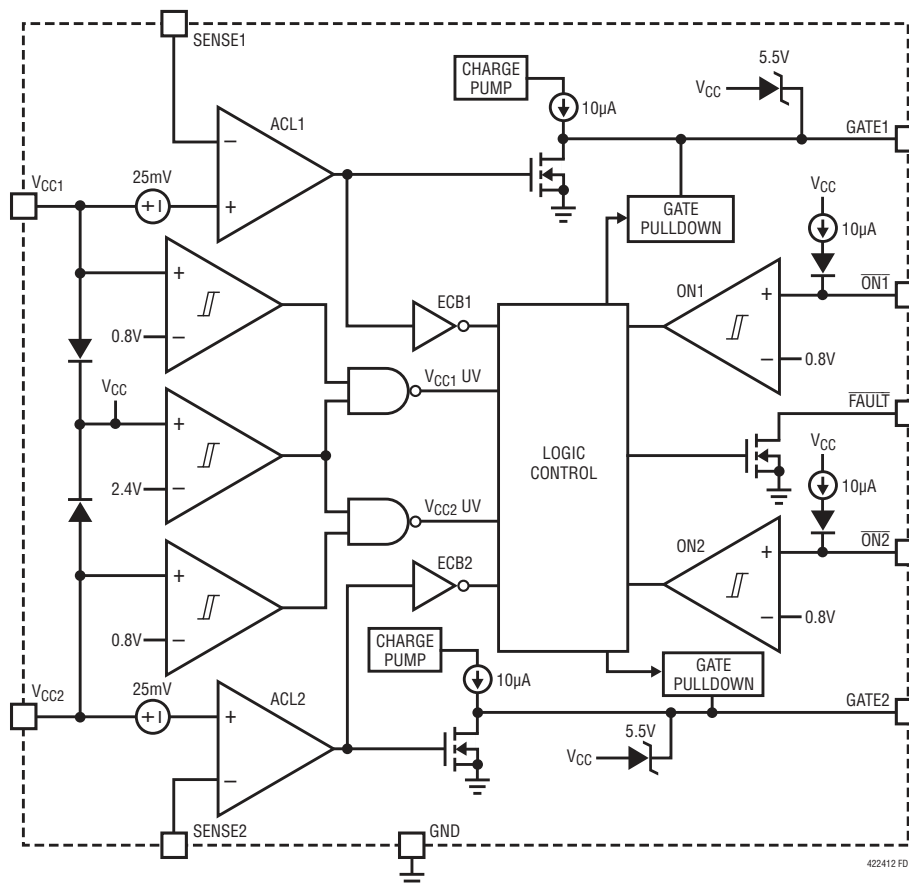 SENSE1
CHARGE
PUMP
10µA
5.5V
VCC
GATE1
ACL1
–
+
VCC1
25mV
+ –
GATE
PULLDOWN
VCC
10µA
ON1
+
–
0.8V
ON1
+
–
0.8V
ECB1
VCC1 UV
VCC
+
–
2.4V
LOGIC
CONTROL
FAULT
VCC
10µA
VCC2 UV
ECB2
+
–
0.8V
ON2
+
–
0.8V
ON2
CHARGE
PUMP
10µA
GATE
PULLDOWN
VCC2
25mV
+ –
ACL2
+
–
GATE2
5.5V
VCC
SENSE2
GND
422412 FD